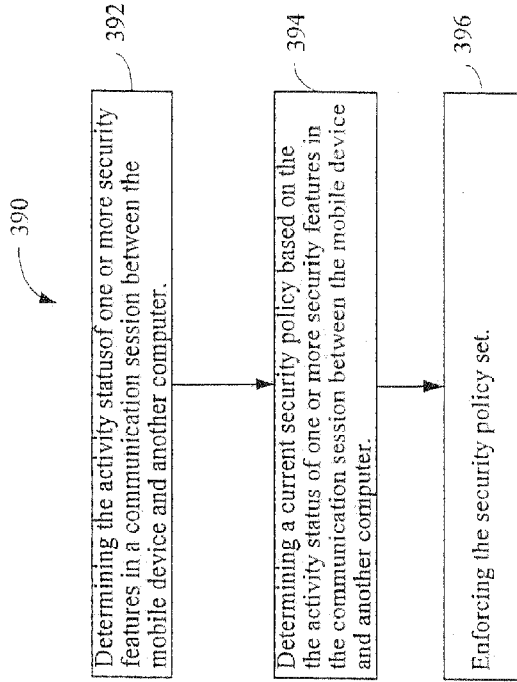 390
392
Determining the activity statusof one or more security
features in a communication session between the
mobile device and another computer.
394
Determining a current security policy based on the
the activity status of one or more security features in
the communication session between the mobile device
and another computer.
396
Enforcing the security policy set.